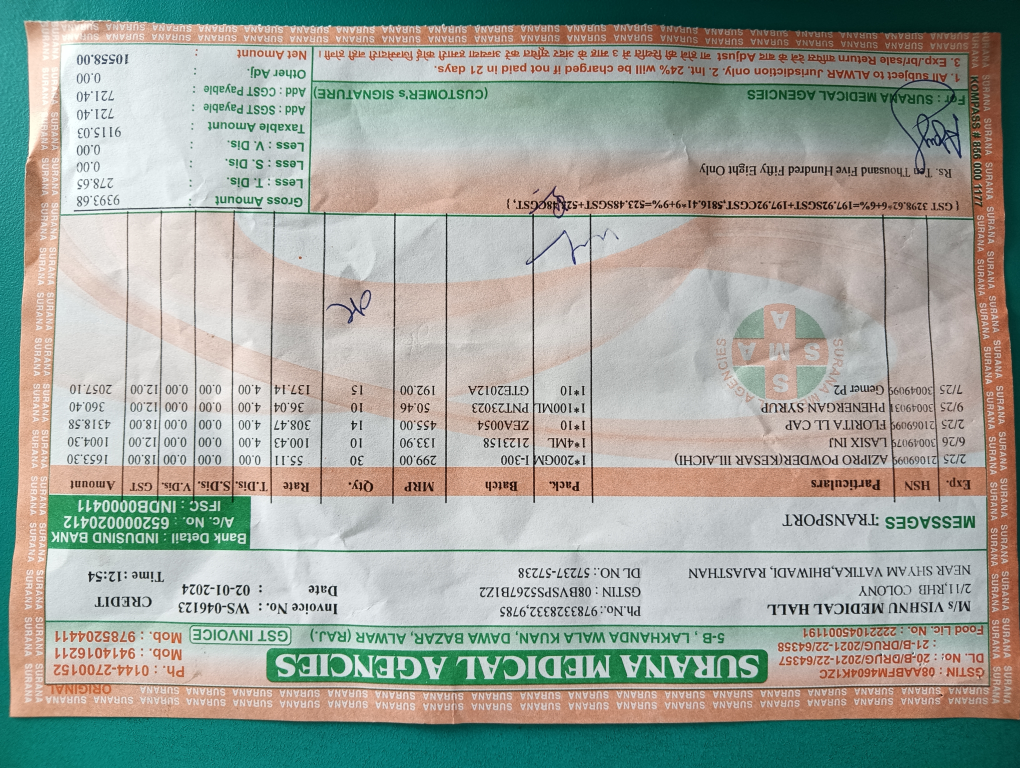 ORIGINAL
GSTIN : 08AABFM4604K1ZC
DL. No.: 20-B/DRUG/2021-22/64357
21-B/DRUG/2021-22/64358
Food Lic. No.: 22221045001191
SURANA MEDICAL AGENCIES
5-B, LAKHANDA WALA KUAN, DAWA BAZAR, ALWAR (RAJ.)
GST INVOICE
Ph. : 0144-2700152
Mob. : 9414016211
Mob. : 9785204411
M/s VISHNU MEDICAL HALL
2/11, RHB COLONY
NEAR SHYAM VATIKA,BHIWADI, RAJASTHAN
Ph.No.: 9783328332,9785
GSTIN : 08BVSPS5267B1ZZ
DL NO.: 57237-57238
Invoice No. : WS-046123 CREDIT
Date : 02-01-2024 Time :12:54
MESSAGES TRANSPORT
Bank Detail : INDUSIND BANK
A/c. No: 652000020412
IFSC : INDB0000411
Exp. HSN Particulars Pack. Batch MRP Qty. Rate T.Dis. S.Dis. V.Dis. GST Amount
2/25 21069099 AZIPRO POWDER(KESAR III.AICHI) 1*200GM I-300 299.00 30 55.11 4.00 0.00 0.00 18.00 1653.30
6/26 30049079 LASIX INJ 1*4ML 2123158 133.90 10 100.43 4.00 0.00 0.00 12.00 1004.30
2/25 21069099 FLORITA LL CAP 1*10 ZEA0054 455.00 14 308.47 4.00 0.00 0.00 18.00 4318.58
9/25 30049031 PHENERGAN SYRUP 1*100ML PNT23023 50.46 10 36.04 4.00 0.00 0.00 12.00 360.40
7/25 30049099 Gemer P2 1*10 GTE2012A 192.00 15 137.14 4.00 0.00 0.00 12.00 2057.10
SURANA MEDICAL AGENCIES
SMA
{ GST 3298.62*6+6%=197.92SGST+197.92CGST,5816.41*9+9%=523.48SGST+523.48CGST, }
Rs. Ten Thousand Five Hundred Fifty Eight Only
For : SURANA MEDICAL AGENCIES
(CUSTOMER's SIGNATURE)
Gross Amount : 9393.68
Less : T. Dis. : 278.65
Less : S. Dis. : 0.00
Less : V. Dis. : 0.00
Taxable Amount : 9115.03
Add : SGST Payable : 721.40
Add : CGST Payable : 721.40
Other Adj. : 0.00
Net Amount : 10558.00
1. All Subject to ALWAR Jurisdiction only. 2. Int. 24% will be charged if not paid in 21 days.
KOMPASS # 666 000 1177